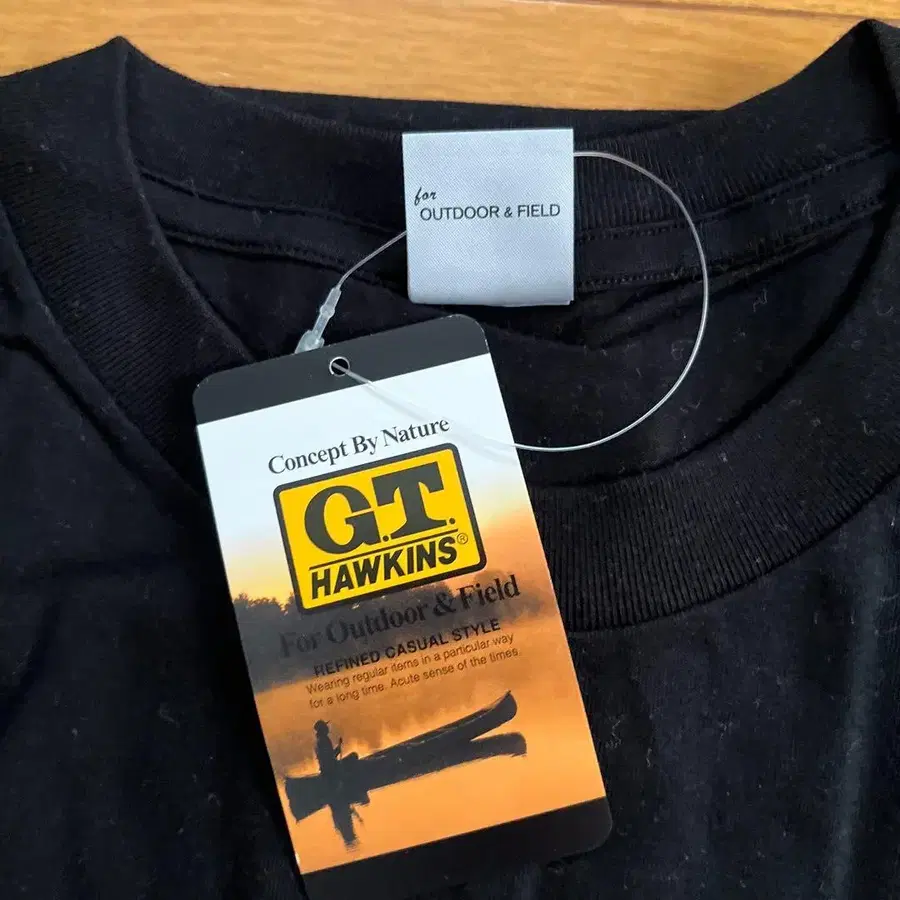 for
OUTDOOR & FIELD
Concept By Nature
G.T.
HAWKINS®
For Outdoor & Field
REFINED CASUAL STYLE
Wearing regular items in a particular way
for a long time. Acute sense of the times.